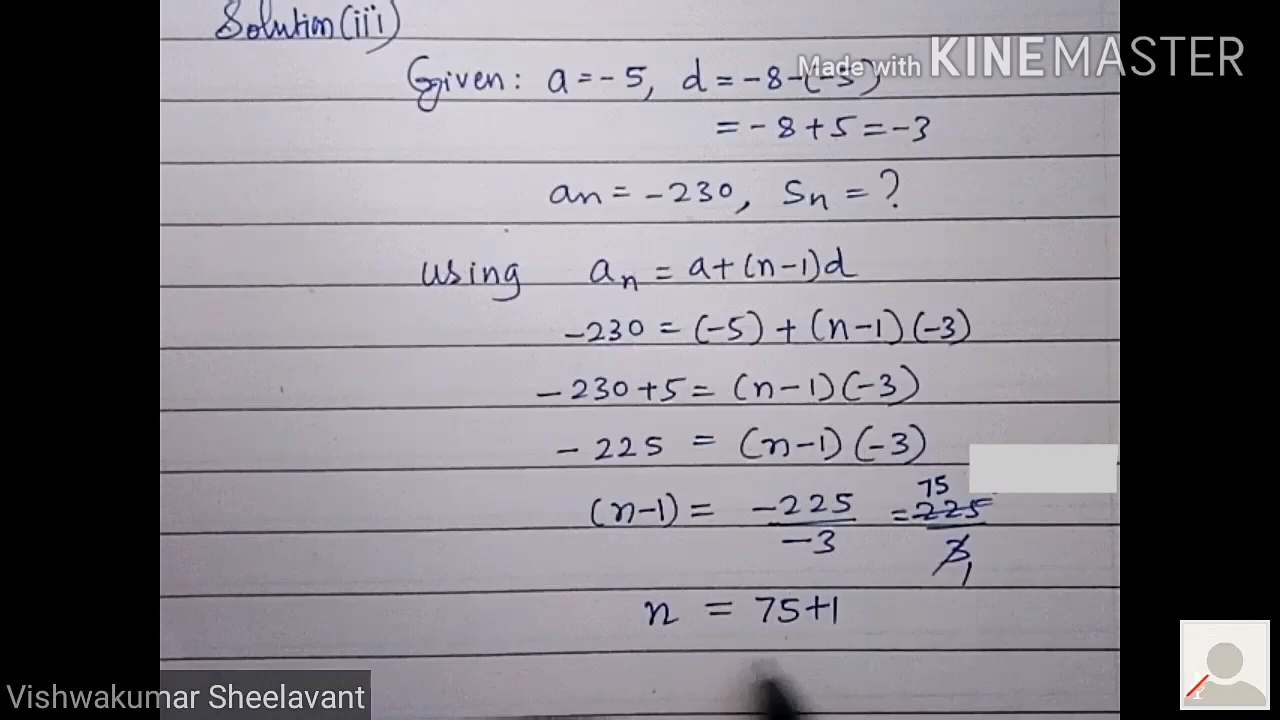 Solution (iii)
Made with KINEMASTER
Given: a = -5, d = -8-(-5)
= -8+5 = -3
an = -230, Sn = ?
using an = a+(n-1)d
-230 = (-5) + (n-1)(-3)
-230+5 = (n-1)(-3)
-225 = (n-1)(-3)
(n-1) = -225/-3 = 225/3 75 1
n = 75+1
Vishwakumar Sheelavant